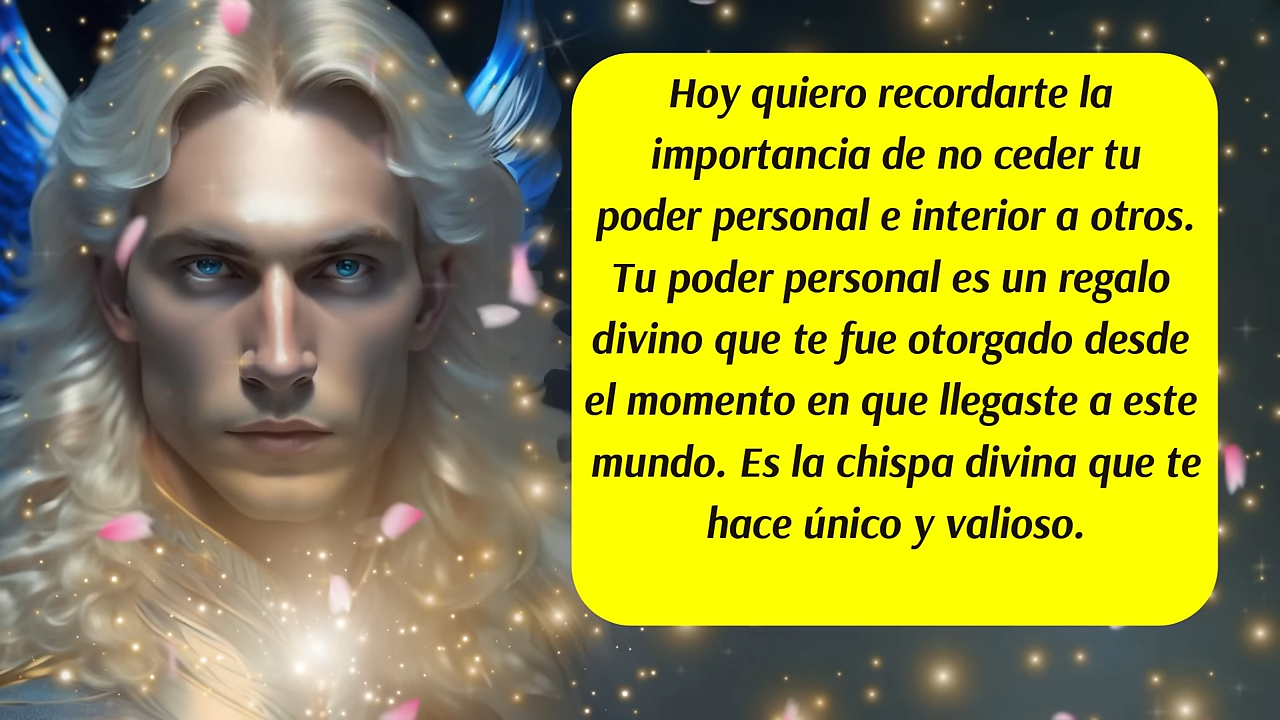 Hoy quiero recordarte la
importancia de no ceder tu
poder personal e interior a otros.
Tu poder personal es un regalo
divino que te fue otorgado desde
el momento en que llegaste a este
mundo. Es la chispa divina que te
hace único y valioso.